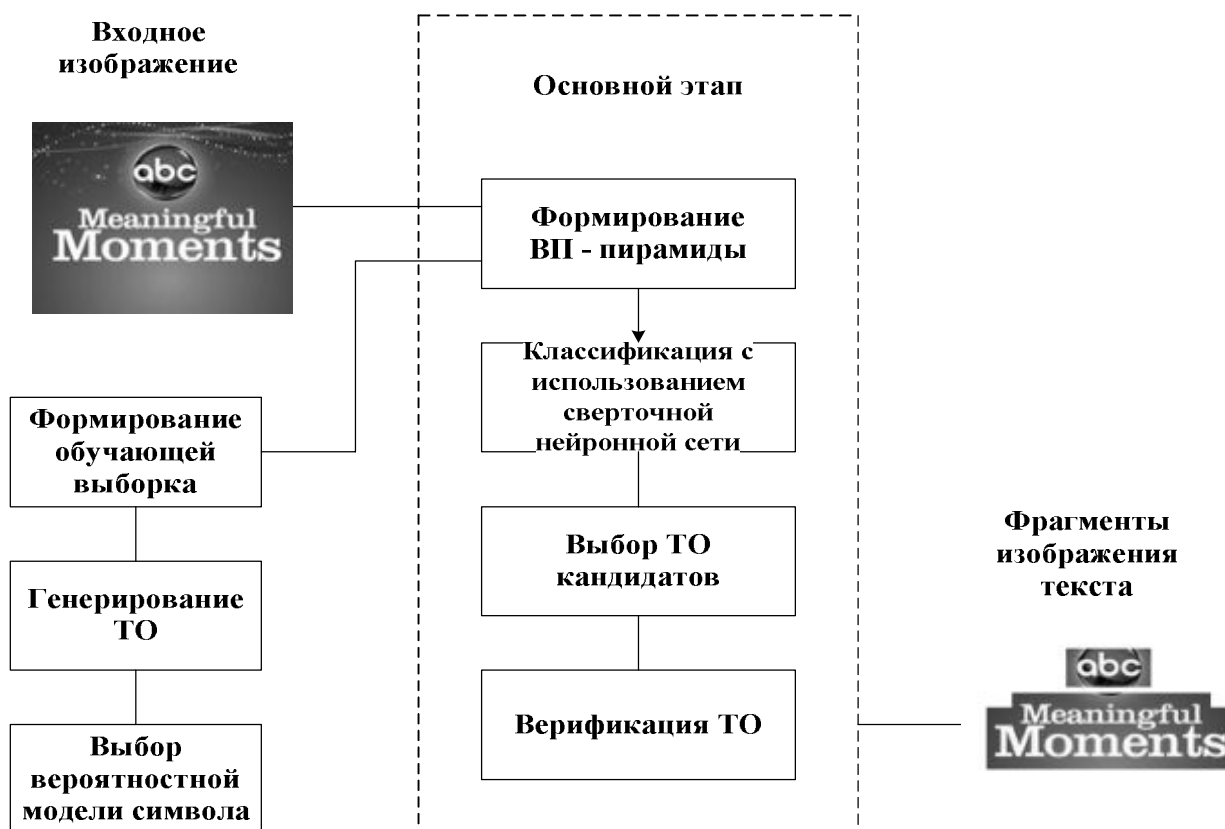 Входное
изображение
abc
Meaningful
Moments
Формирование
обучающей
выборка
Генерирование
ТО
Выбор
вероятностной
модели символа
Основной этап
Формирование
ВП - пирамиды
Классификация с
использованием
сверточной
нейронной сети
Выбор ТО
кандидатов
Верификация ТО
Фрагменты
изображения
текста
abc
Meaningful
Moments